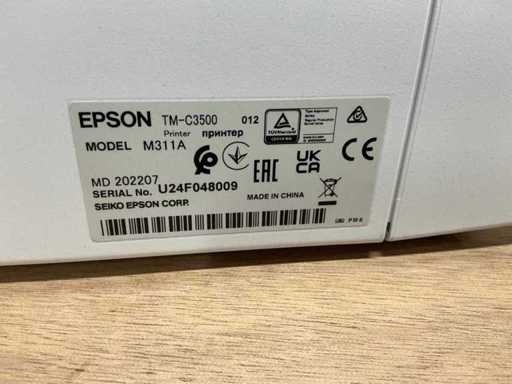 EPSON TM-C3500 012
Printer принтер
MODEL M311A
EAC
UK
CA
CE
MD 202207
SERIAL No. U24F048009
MADE IN CHINA
SEIKO EPSON CORP.